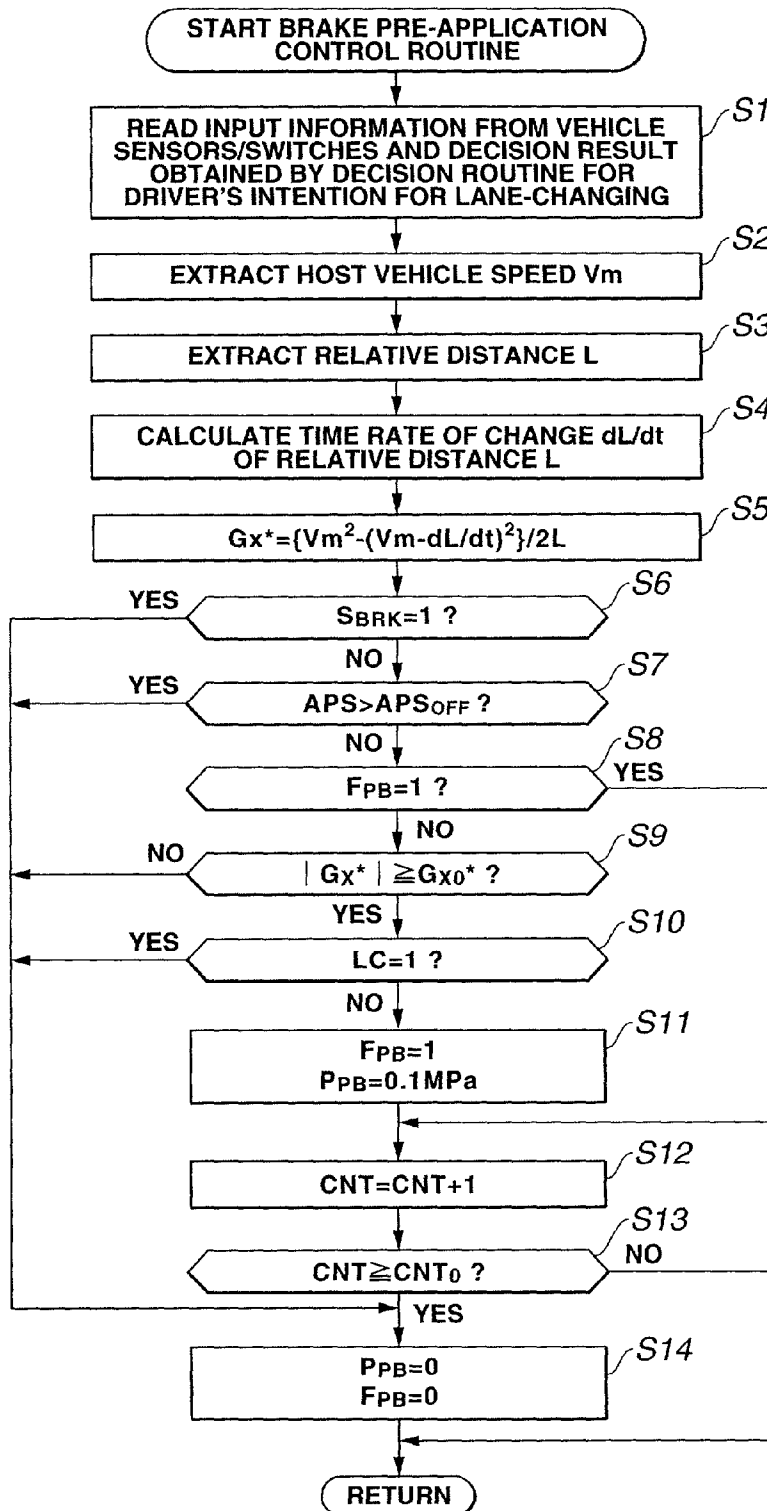 START BRAKE PRE-APPLICATION
CONTROL ROUTINE
S1
READ INPUT INFORMATION FROM VEHICLE
SENSORS/SWITCHES AND DECISION RESULT
OBTAINED BY DECISION ROUTINE FOR
DRIVER'S INTENTION FOR LANE-CHANGING
S2
EXTRACT HOST VEHICLE SPEED Vm
S3
EXTRACT RELATIVE DISTANCE L
S4
CALCULATE TIME RATE OF CHANGE dL/dt
OF RELATIVE DISTANCE L
S5
Gx*={Vm²-(Vm-dL/dt)²}/2L
S6
YES
SBRK=1 ?
NO
S7
YES
APS>APSOFF ?
NO
S8
FPB=1 ?
YES
NO
S9
NO
| GX* | ≧GX0* ?
YES
S10
YES
LC=1 ?
NO
S11
FPB=1
PPB=0.1MPa
S12
CNT=CNT+1
S13
CNT≧CNT0 ?
NO
YES
S14
PPB=0
FPB=0
RETURN